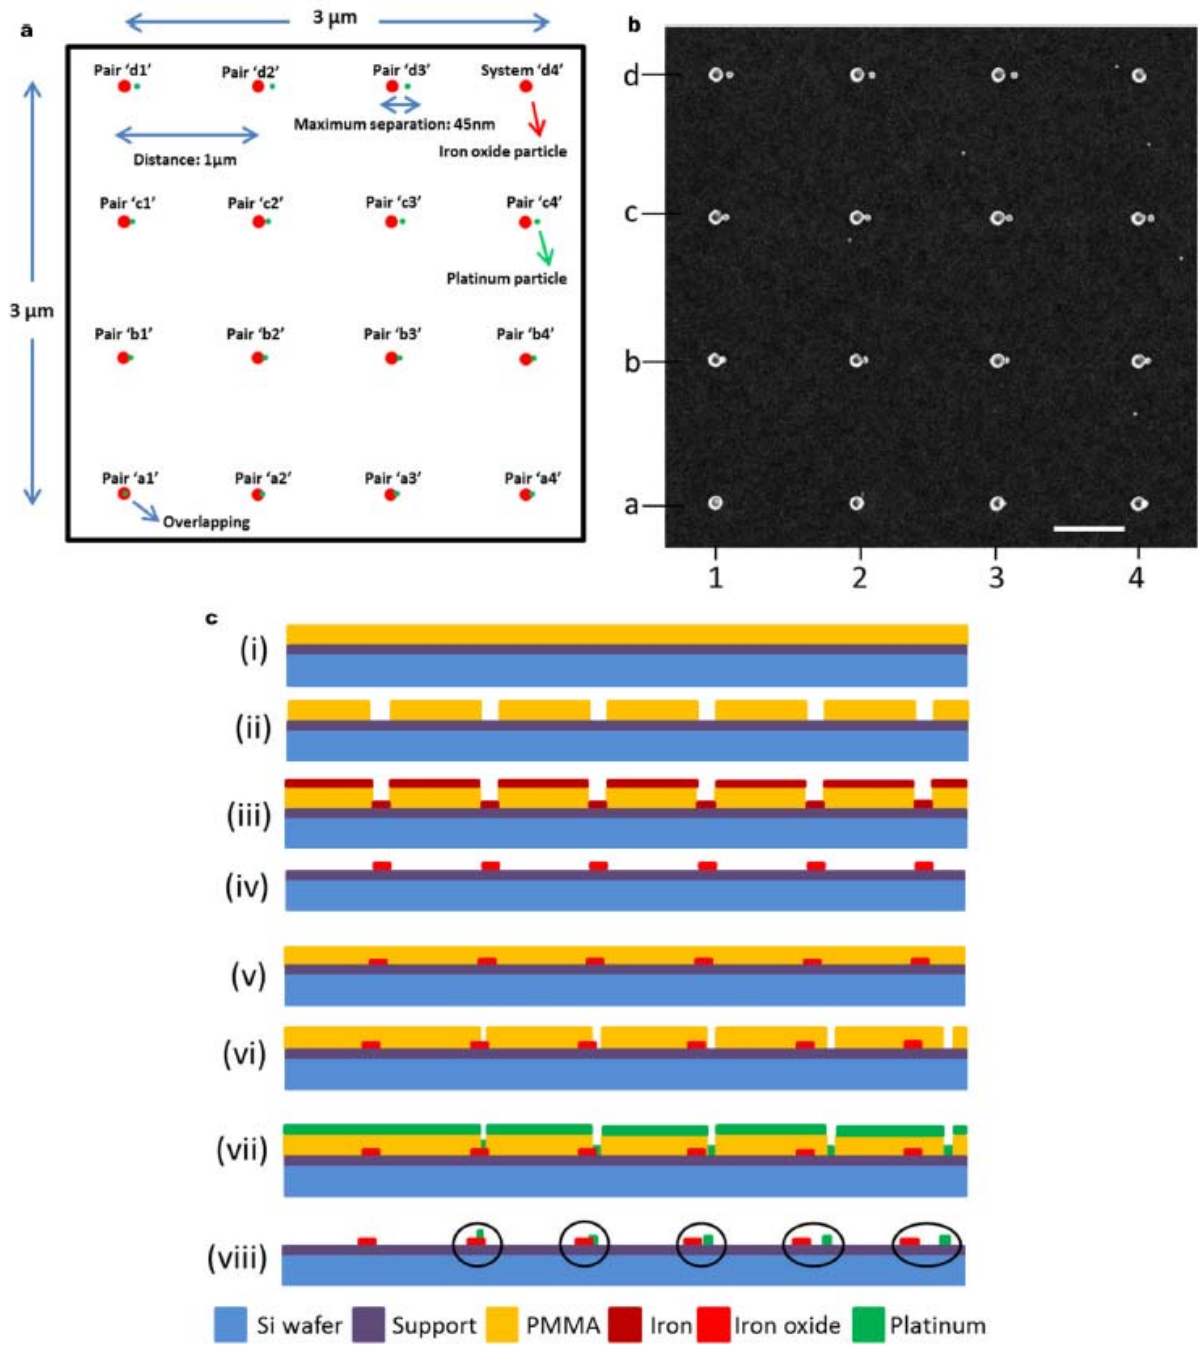 a
3 µm
b
Pair ‘d1’ Pair ‘d2’ Pair ‘d3’ System ‘d4’
Maximum separation: 45nm
Iron oxide particle
Distance: 1µm
Pair ‘c1’ Pair ‘c2’ Pair ‘c3’ Pair ‘c4’
Platinum particle
3 µm
Pair ‘b1’ Pair ‘b2’ Pair ‘b3’ Pair ‘b4’
Pair ‘a1’ Pair ‘a2’ Pair ‘a3’ Pair ‘a4’
Overlapping
d
c
b
a
1 2 3 4
c
(i)
(ii)
(iii)
(iv)
(v)
(vi)
(vii)
(viii)
Si wafer Support PMMA Iron Iron oxide Platinum